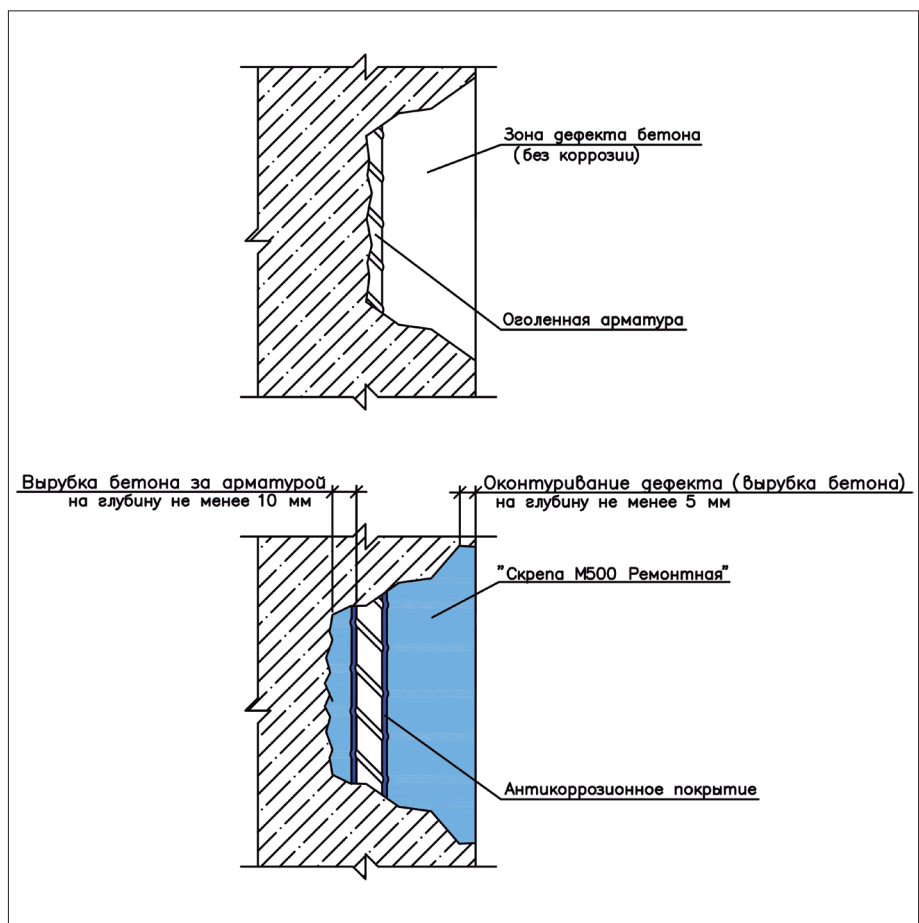 Зона дефекта бетона
(без коррозии)
Оголенная арматура
Вырубка бетона за арматурой
на глубину не менее 10 мм
Оконтуривание дефекта (вырубка бетона)
на глубину не менее 5 мм
"Скрепа М500 Ремонтная"
Антикоррозионное покрытие